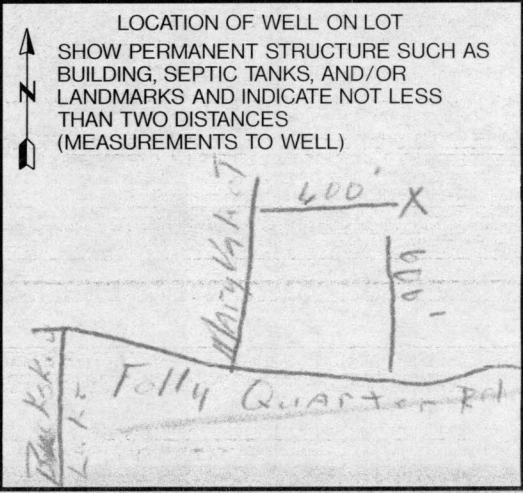 LOCATION OF WELL ON LOT
N
SHOW PERMANENT STRUCTURE SUCH AS
BUILDING, SEPTIC TANKS, AND/OR
LANDMARKS AND INDICATE NOT LESS
THAN TWO DISTANCES
(MEASUREMENTS TO WELL)
400' X
Folly Quarter Rd
Lake